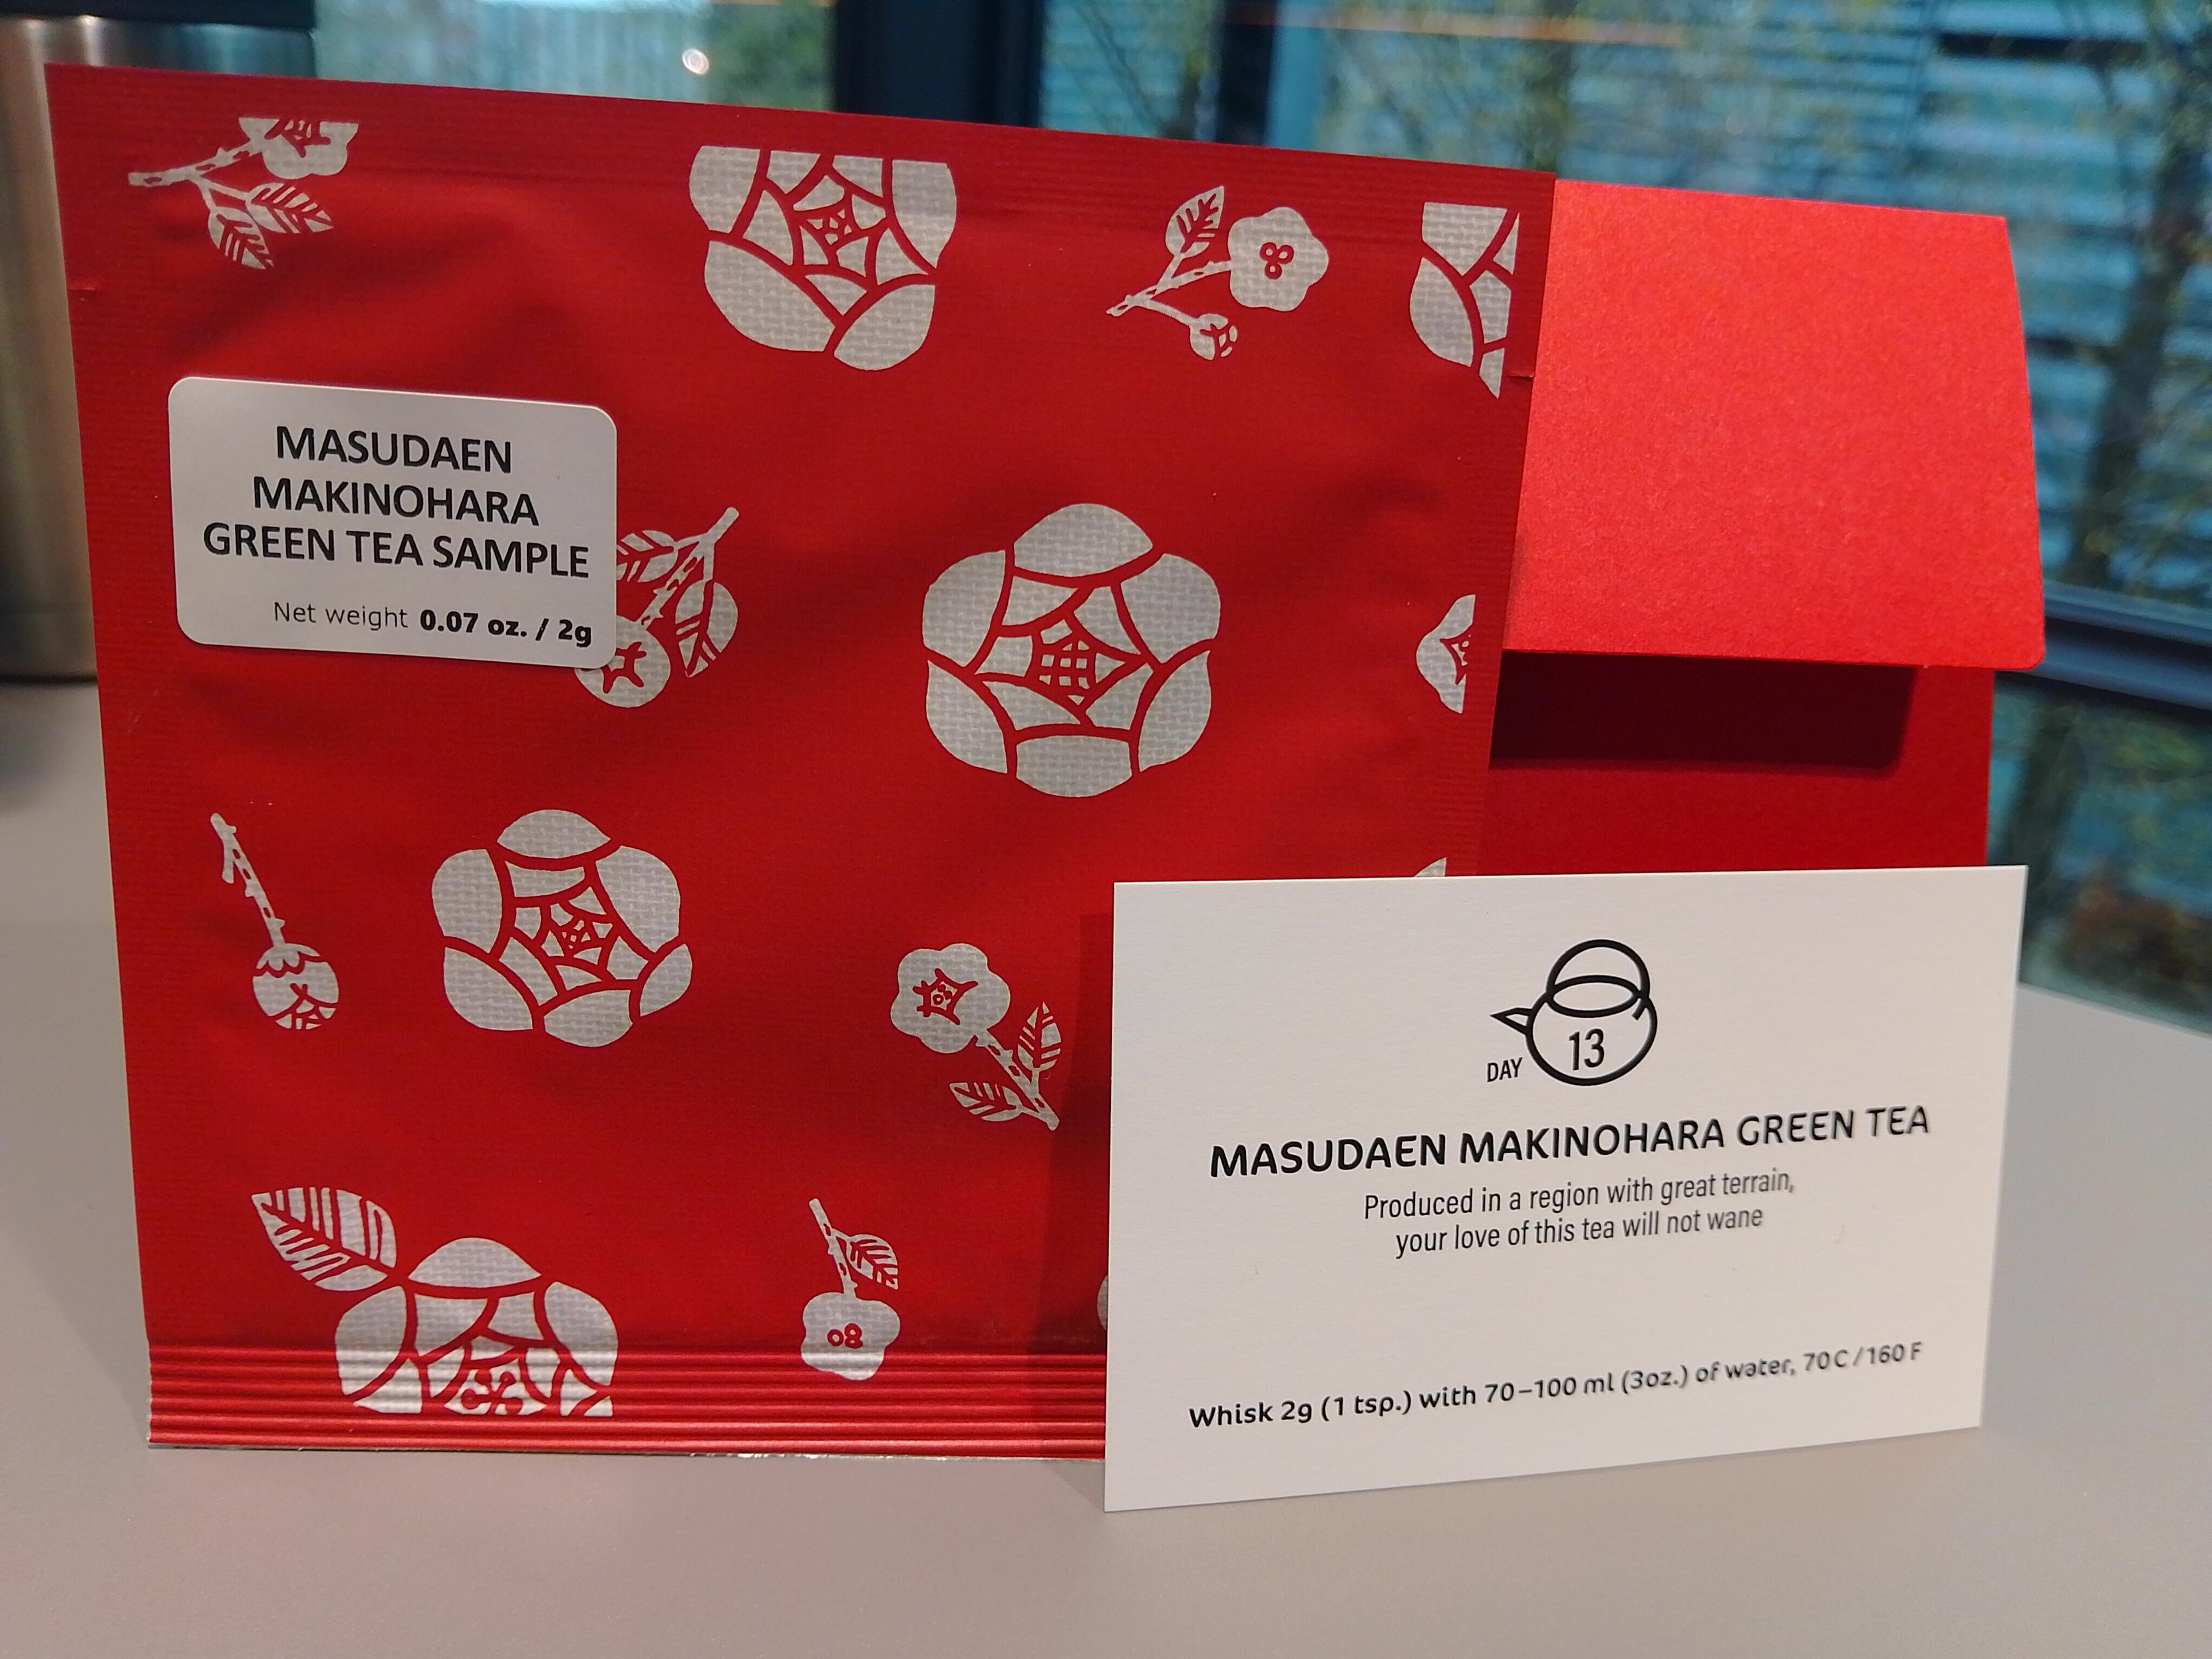 MASUDAEN
MAKINOHARA
GREEN TEA SAMPLE
Net weight 0.07 oz. / 2g
DAY 13
MASUDAEN MAKINOHARA GREEN TEA
Produced in a region with great terrain,
your love of this tea will not wane
Whisk 2g (1 tsp.) with 70–100 ml (3oz.) of water, 70 C / 160 F